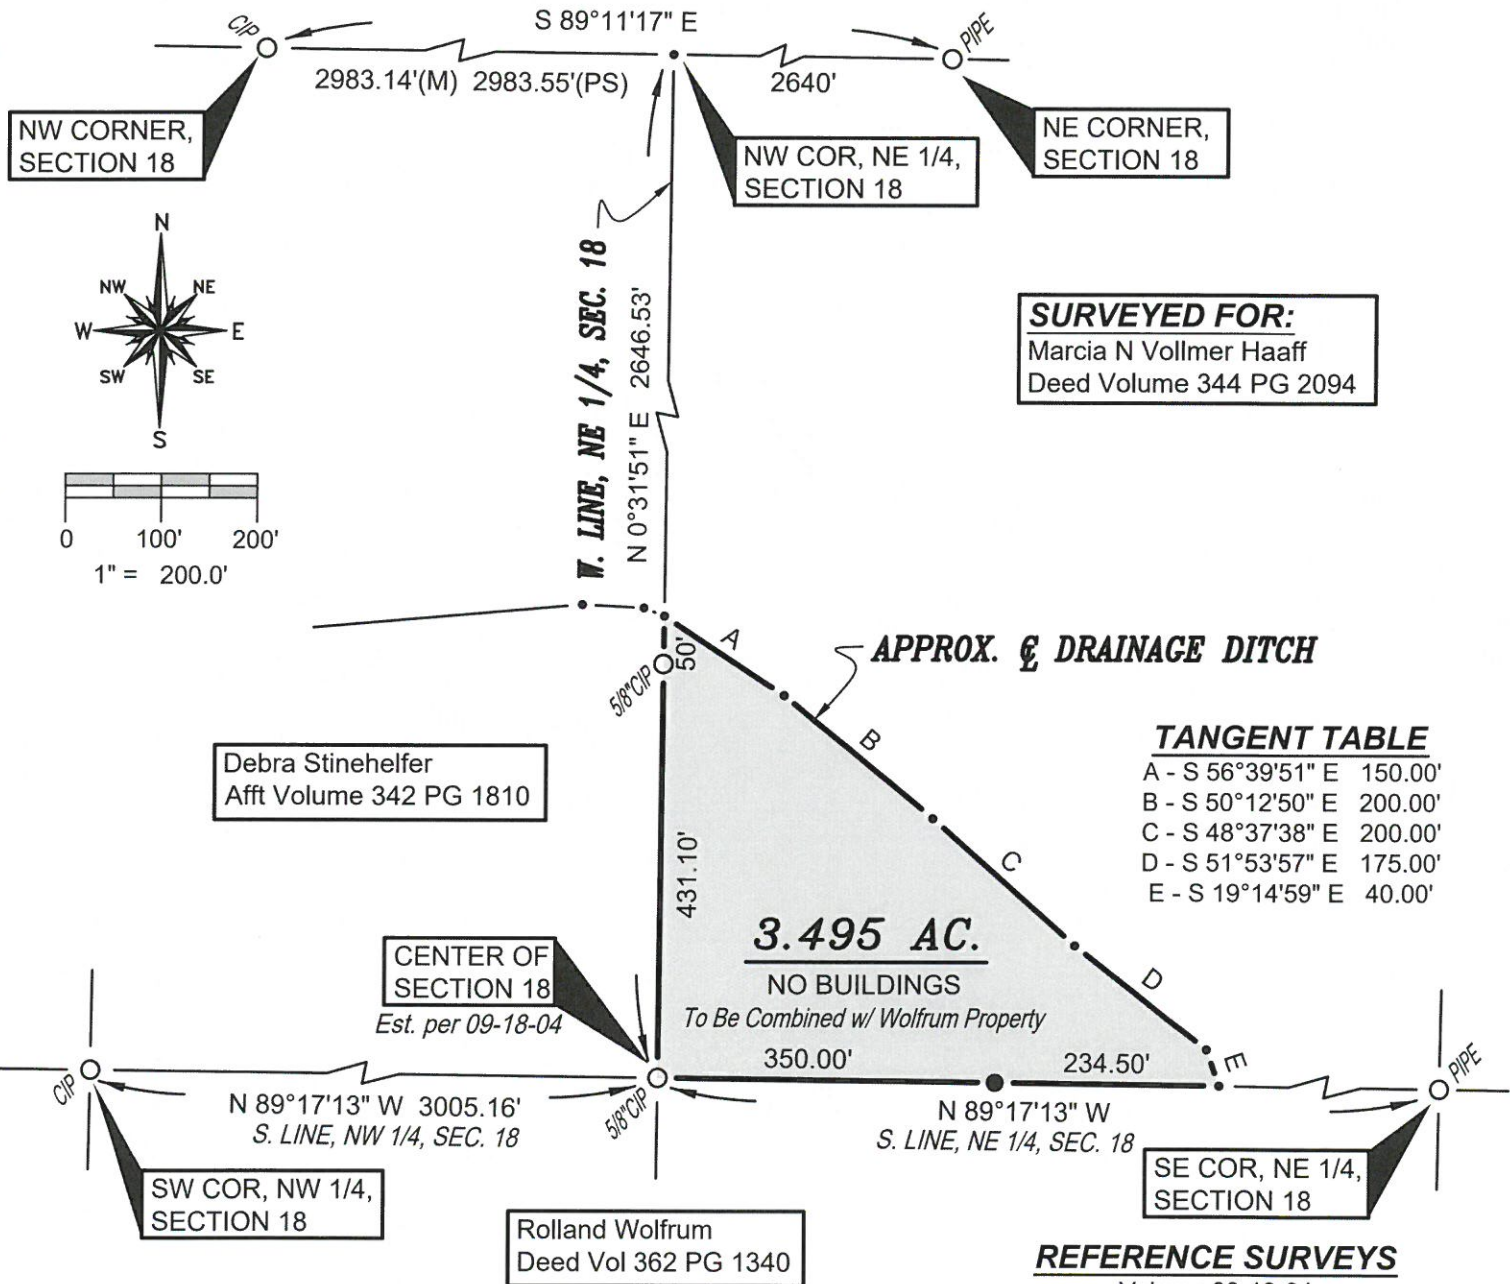 S 89°11'17" E
CIP
PIPE
2983.14'(M) 2983.55'(PS)
2640'
NW CORNER,
SECTION 18
NW COR, NE 1/4,
SECTION 18
NE CORNER,
SECTION 18
N
NW
NE
W
E
SW
SE
S
W. LINE, NE 1/4, SEC. 18
N 0°31'51" E 2646.53'
SURVEYED FOR:
Marcia N Vollmer Haaff
Deed Volume 344 PG 2094
0 100' 200'
1" = 200.0'
50'
5/8"CIP
A
B
C
D
E
APPROX. ℄ DRAINAGE DITCH
TANGENT TABLE
A - S 56°39'51" E 150.00'
B - S 50°12'50" E 200.00'
C - S 48°37'38" E 200.00'
D - S 51°53'57" E 175.00'
E - S 19°14'59" E 40.00'
Debra Stinehelfer
Afft Volume 342 PG 1810
431.10'
3.495 AC.
NO BUILDINGS
To Be Combined w/ Wolfrum Property
350.00'
234.50'
CENTER OF
SECTION 18
Est. per 09-18-04
CIP
N 89°17'13" W 3005.16'
S. LINE, NW 1/4, SEC. 18
5/8"CIP
N 89°17'13" W
S. LINE, NE 1/4, SEC. 18
PIPE
SW COR, NW 1/4,
SECTION 18
SE COR, NE 1/4,
SECTION 18
Rolland Wolfrum
Deed Vol 362 PG 1340
REFERENCE SURVEYS